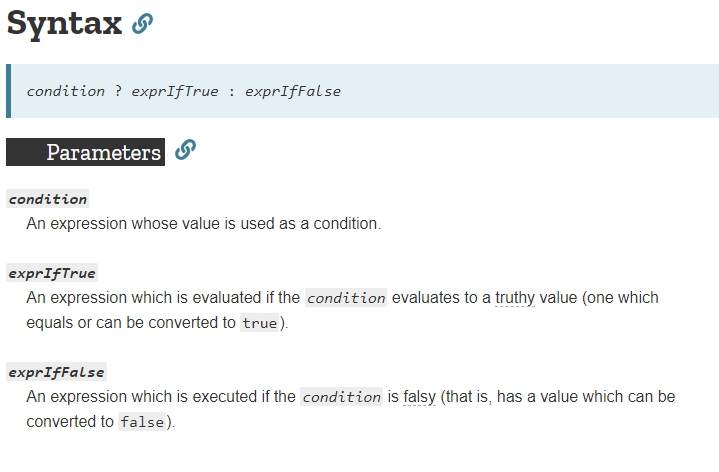 Syntax
condition ? exprIfTrue : exprIfFalse
Parameters
condition
An expression whose value is used as a condition.
exprIfTrue
An expression which is evaluated if the condition evaluates to a truthy value (one which
equals or can be converted to true).
exprIfFalse
An expression which is executed if the condition is falsy (that is, has a value which can be
converted to false).